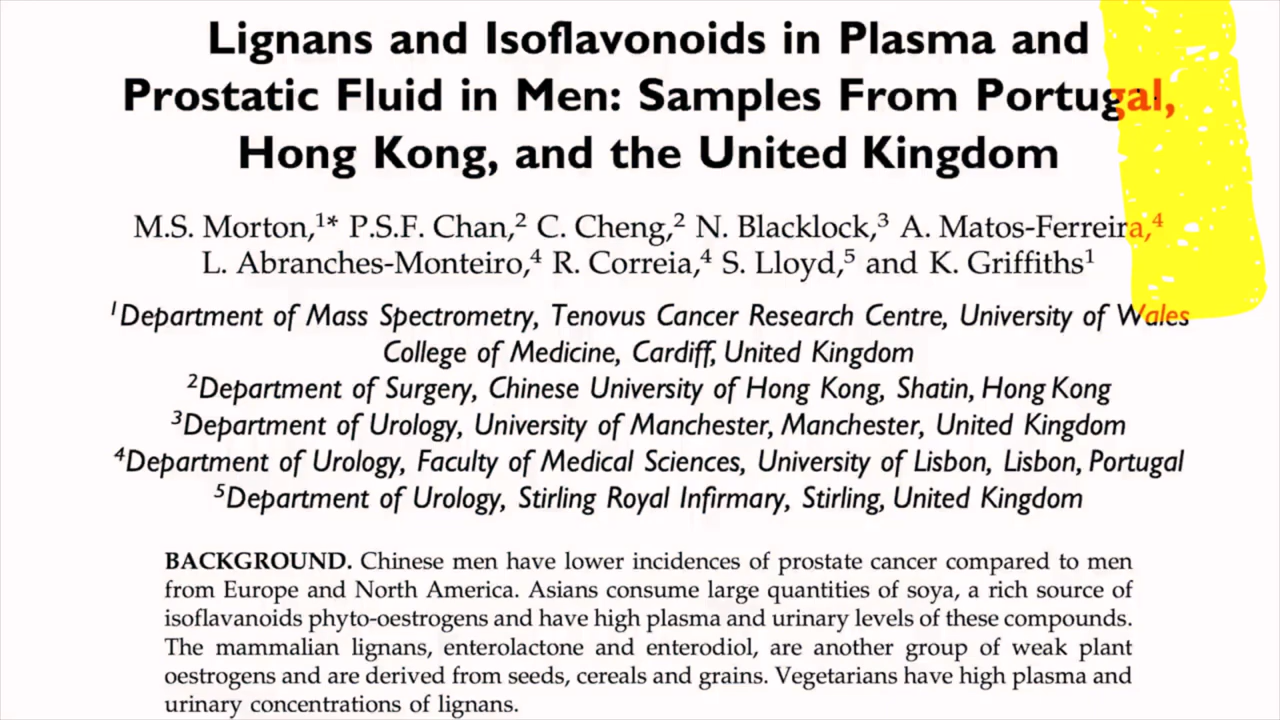 Lignans and Isoflavonoids in Plasma and
Prostatic Fluid in Men: Samples From Portugal,
Hong Kong, and the United Kingdom
M.S. Morton,¹* P.S.F. Chan,² C. Cheng,² N. Blacklock,³ A. Matos-Ferreira,⁴
L. Abranches-Monteiro,⁴ R. Correia,⁴ S. Lloyd,⁵ and K. Griffiths¹
¹Department of Mass Spectrometry, Tenovus Cancer Research Centre, University of Wales
College of Medicine, Cardiff, United Kingdom
²Department of Surgery, Chinese University of Hong Kong, Shatin, Hong Kong
³Department of Urology, University of Manchester, Manchester, United Kingdom
⁴Department of Urology, Faculty of Medical Sciences, University of Lisbon, Lisbon, Portugal
⁵Department of Urology, Stirling Royal Infirmary, Stirling, United Kingdom
BACKGROUND. Chinese men have lower incidences of prostate cancer compared to men
from Europe and North America. Asians consume large quantities of soya, a rich source of
isoflavanoids phyto-oestrogens and have high plasma and urinary levels of these compounds.
The mammalian lignans, enterolactone and enterodiol, are another group of weak plant
oestrogens and are derived from seeds, cereals and grains. Vegetarians have high plasma and
urinary concentrations of lignans.